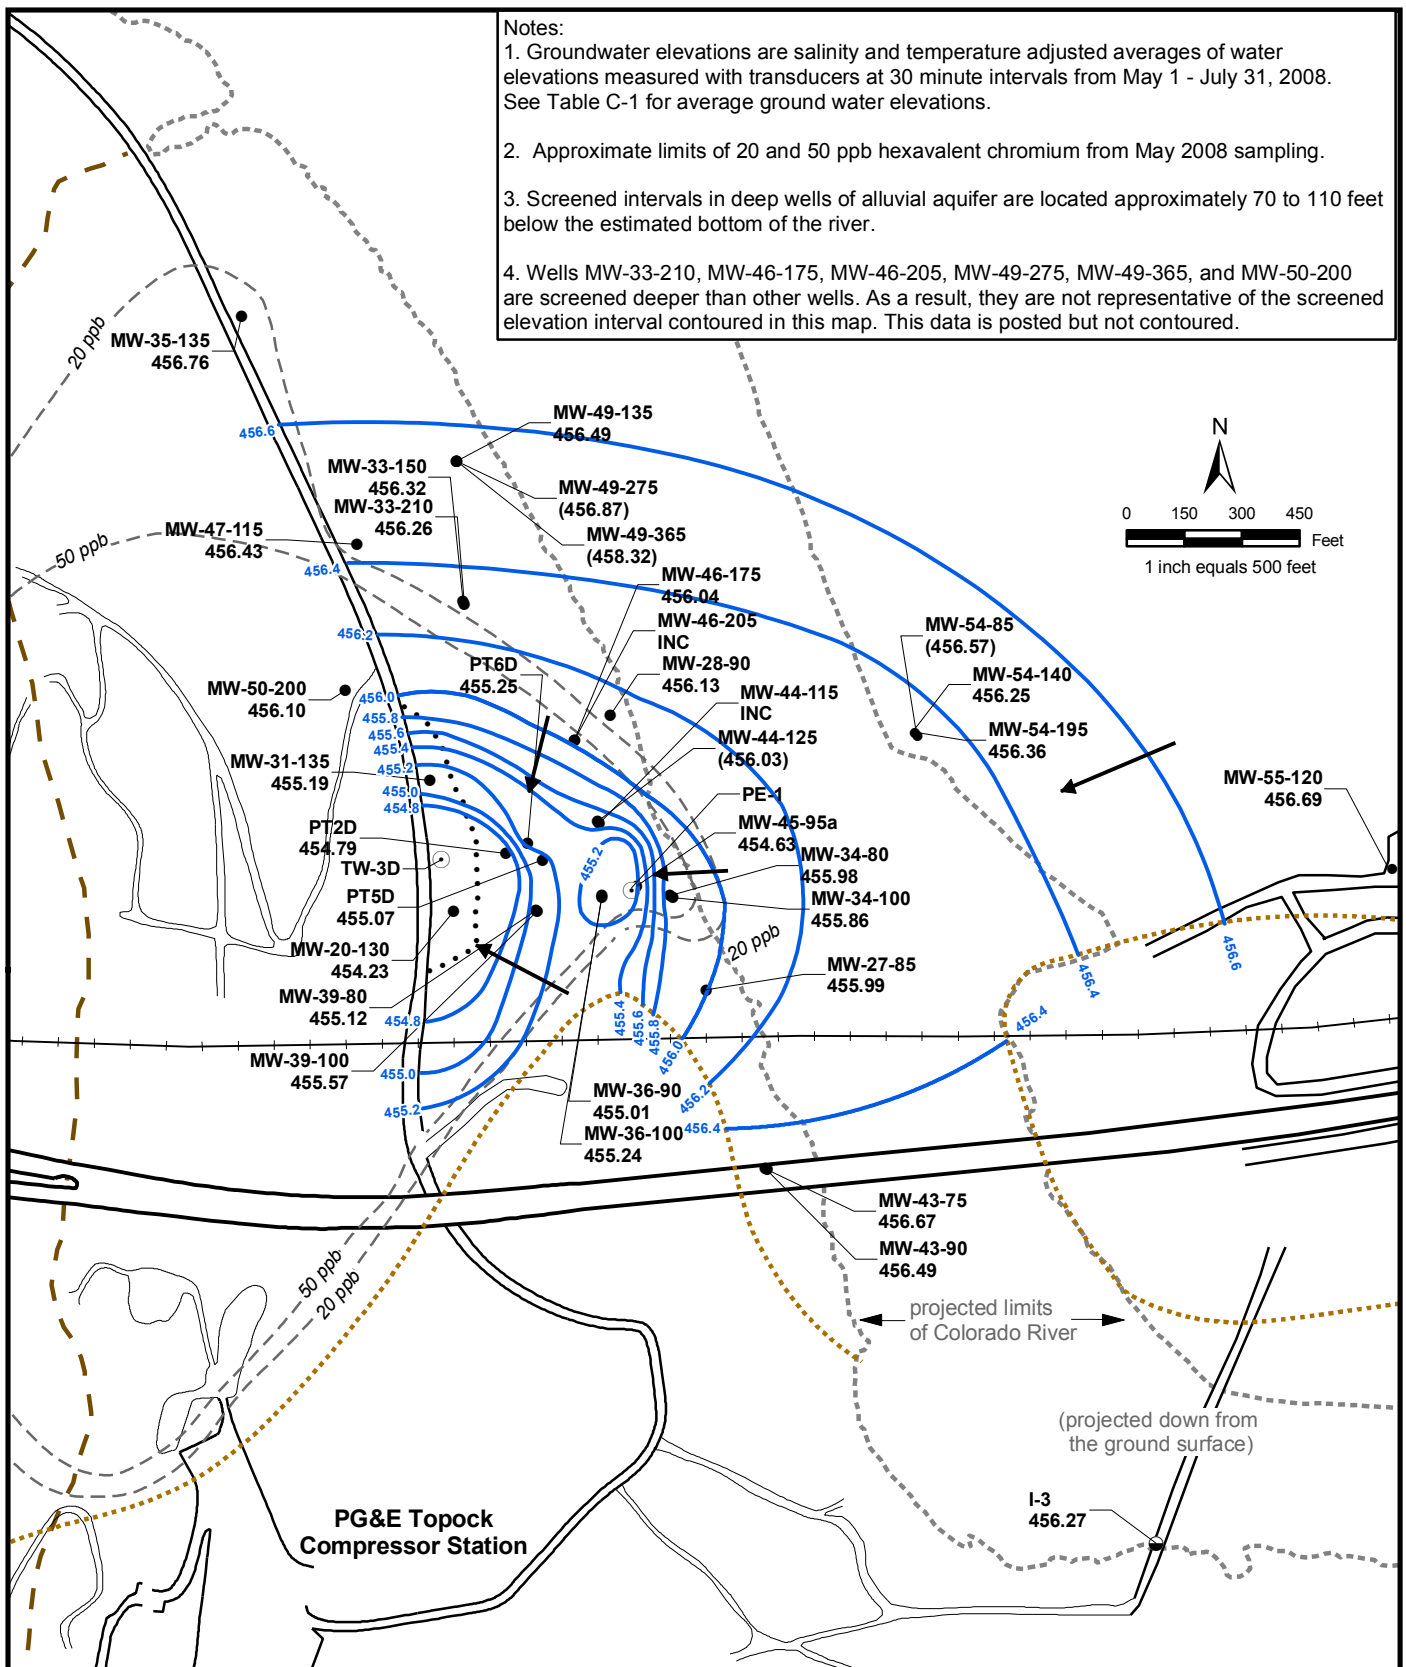 Notes:
1. Groundwater elevations are salinity and temperature adjusted averages of water
elevations measured with transducers at 30 minute intervals from May 1 - July 31, 2008.
See Table C-1 for average ground water elevations.
2. Approximate limits of 20 and 50 ppb hexavalent chromium from May 2008 sampling.
3. Screened intervals in deep wells of alluvial aquifer are located approximately 70 to 110 feet
below the estimated bottom of the river.
4. Wells MW-33-210, MW-46-175, MW-46-205, MW-49-275, MW-49-365, and MW-50-200
are screened deeper than other wells. As a result, they are not representative of the screened
elevation interval contoured in this map. This data is posted but not contoured.
20 ppb
MW-35-135
456.76
456.6
MW-49-135
456.49
N
0 150 300 450
Feet
1 inch equals 500 feet
MW-33-150
456.32
MW-49-275
(456.87)
MW-33-210
456.26
MW-47-115
456.43
50 ppb
MW-49-365
(458.32)
456.4
MW-46-175
456.04
MW-46-205
INC
456.2
MW-54-85
(456.57)
PT6D
455.25
MW-28-90
456.13
MW-54-140
456.25
MW-50-200
456.10
456.0
MW-44-115
INC
455.8
455.6
455.4
MW-54-195
456.36
MW-44-125
(456.03)
MW-31-135
455.19
455.2
455.0
454.8
MW-55-120
456.69
PE-1
MW-45-95a
454.63
PT2D
454.79
TW-3D
455.2
MW-34-80
455.98
PT5D
455.07
MW-34-100
455.86
MW-20-130
454.23
20 ppb
456.6
MW-27-85
455.99
456.4
MW-39-80
455.12
454.8
455.4
455.6
455.8
456.0
456.4
MW-39-100
455.57
455.0
455.2
MW-36-90
455.01
456.2
MW-36-100
455.24
456.4
MW-43-75
456.67
MW-43-90
456.49
50 ppb
20 ppb
projected limits
of Colorado River
(projected down from
the ground surface)
I-3
456.27
PG&E Topock
Compressor Station